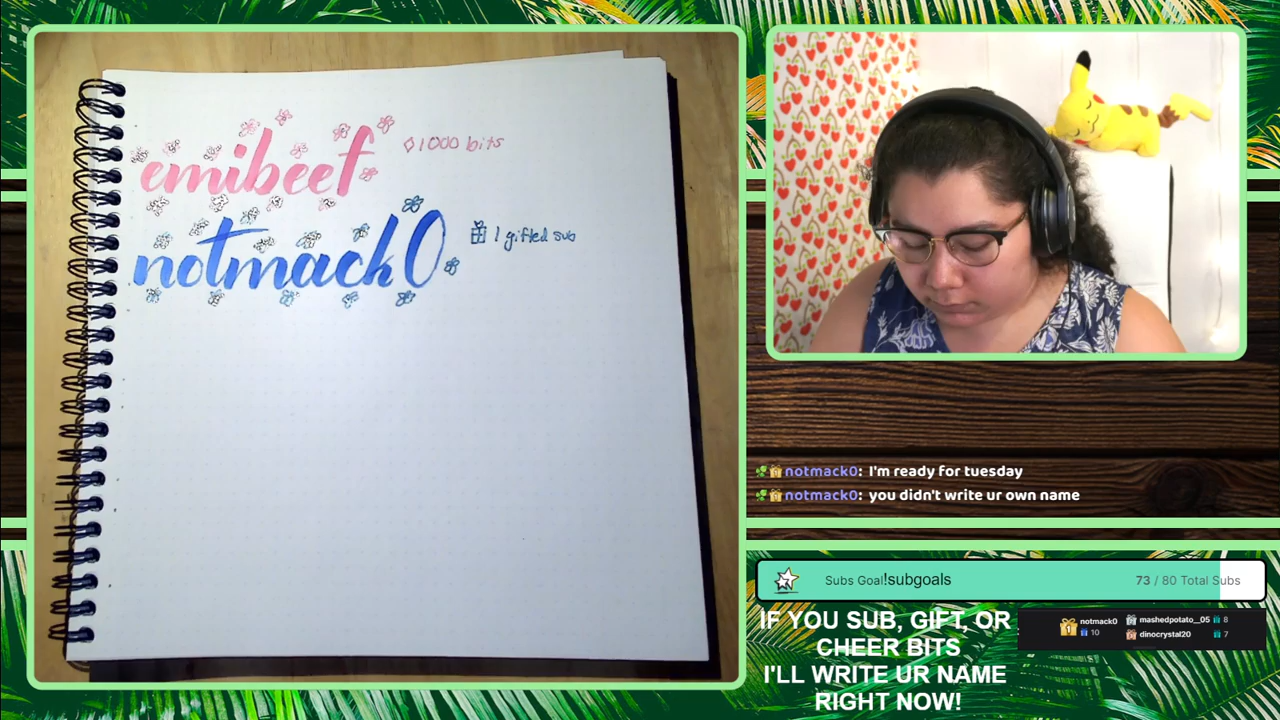 emibeef ◊1000 bits
notmack0 1 gifted sub
notmack0: I'm ready for tuesday
notmack0: you didn't write ur own name
Subs Goal!subgoals 73 / 80 Total Subs
IF YOU SUB, GIFT, OR
CHEER BITS
I'LL WRITE UR NAME
RIGHT NOW!
1 notmack0 10
mashedpotato_05 8
dinocrystal20 7